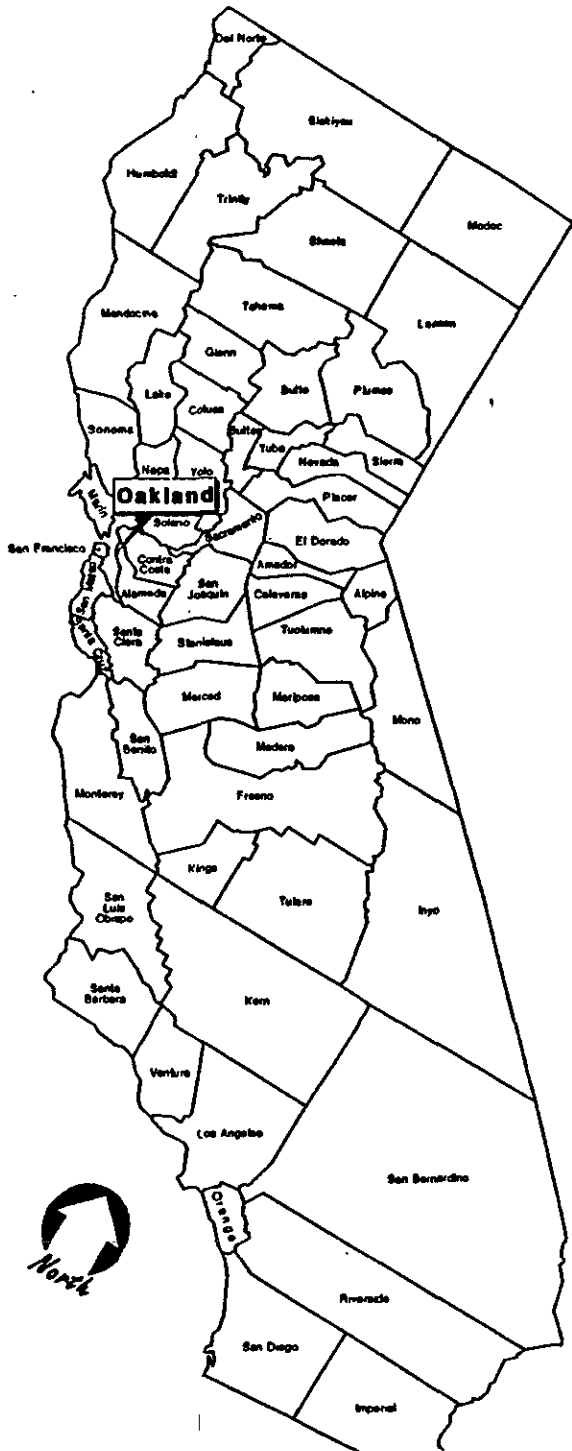 Del Norte
Siskiyou
Modoc
Humboldt
Trinity
Shasta
Lassen
Tehama
Mendocino
Glenn
Butte
Plumas
Lake
Colusa
Sierra
Sonoma
Sutter
Yuba
Nevada
Napa
Yolo
Placer
Marin
Oakland
Solano
Sacramento
El Dorado
San Francisco
Contra
Costa
Amador
Alpine
San Mateo
Alameda
San
Joaquin
Calaveras
Santa Cruz
Santa
Clara
Stanislaus
Tuolumne
Merced
Mariposa
Mono
San
Benito
Madera
Monterey
Fresno
Kings
Tulare
Inyo
San
Luis
Obispo
Santa
Barbara
Kern
Ventura
Los Angeles
San Bernardino
Orange
North
Riverside
San Diego
Imperial